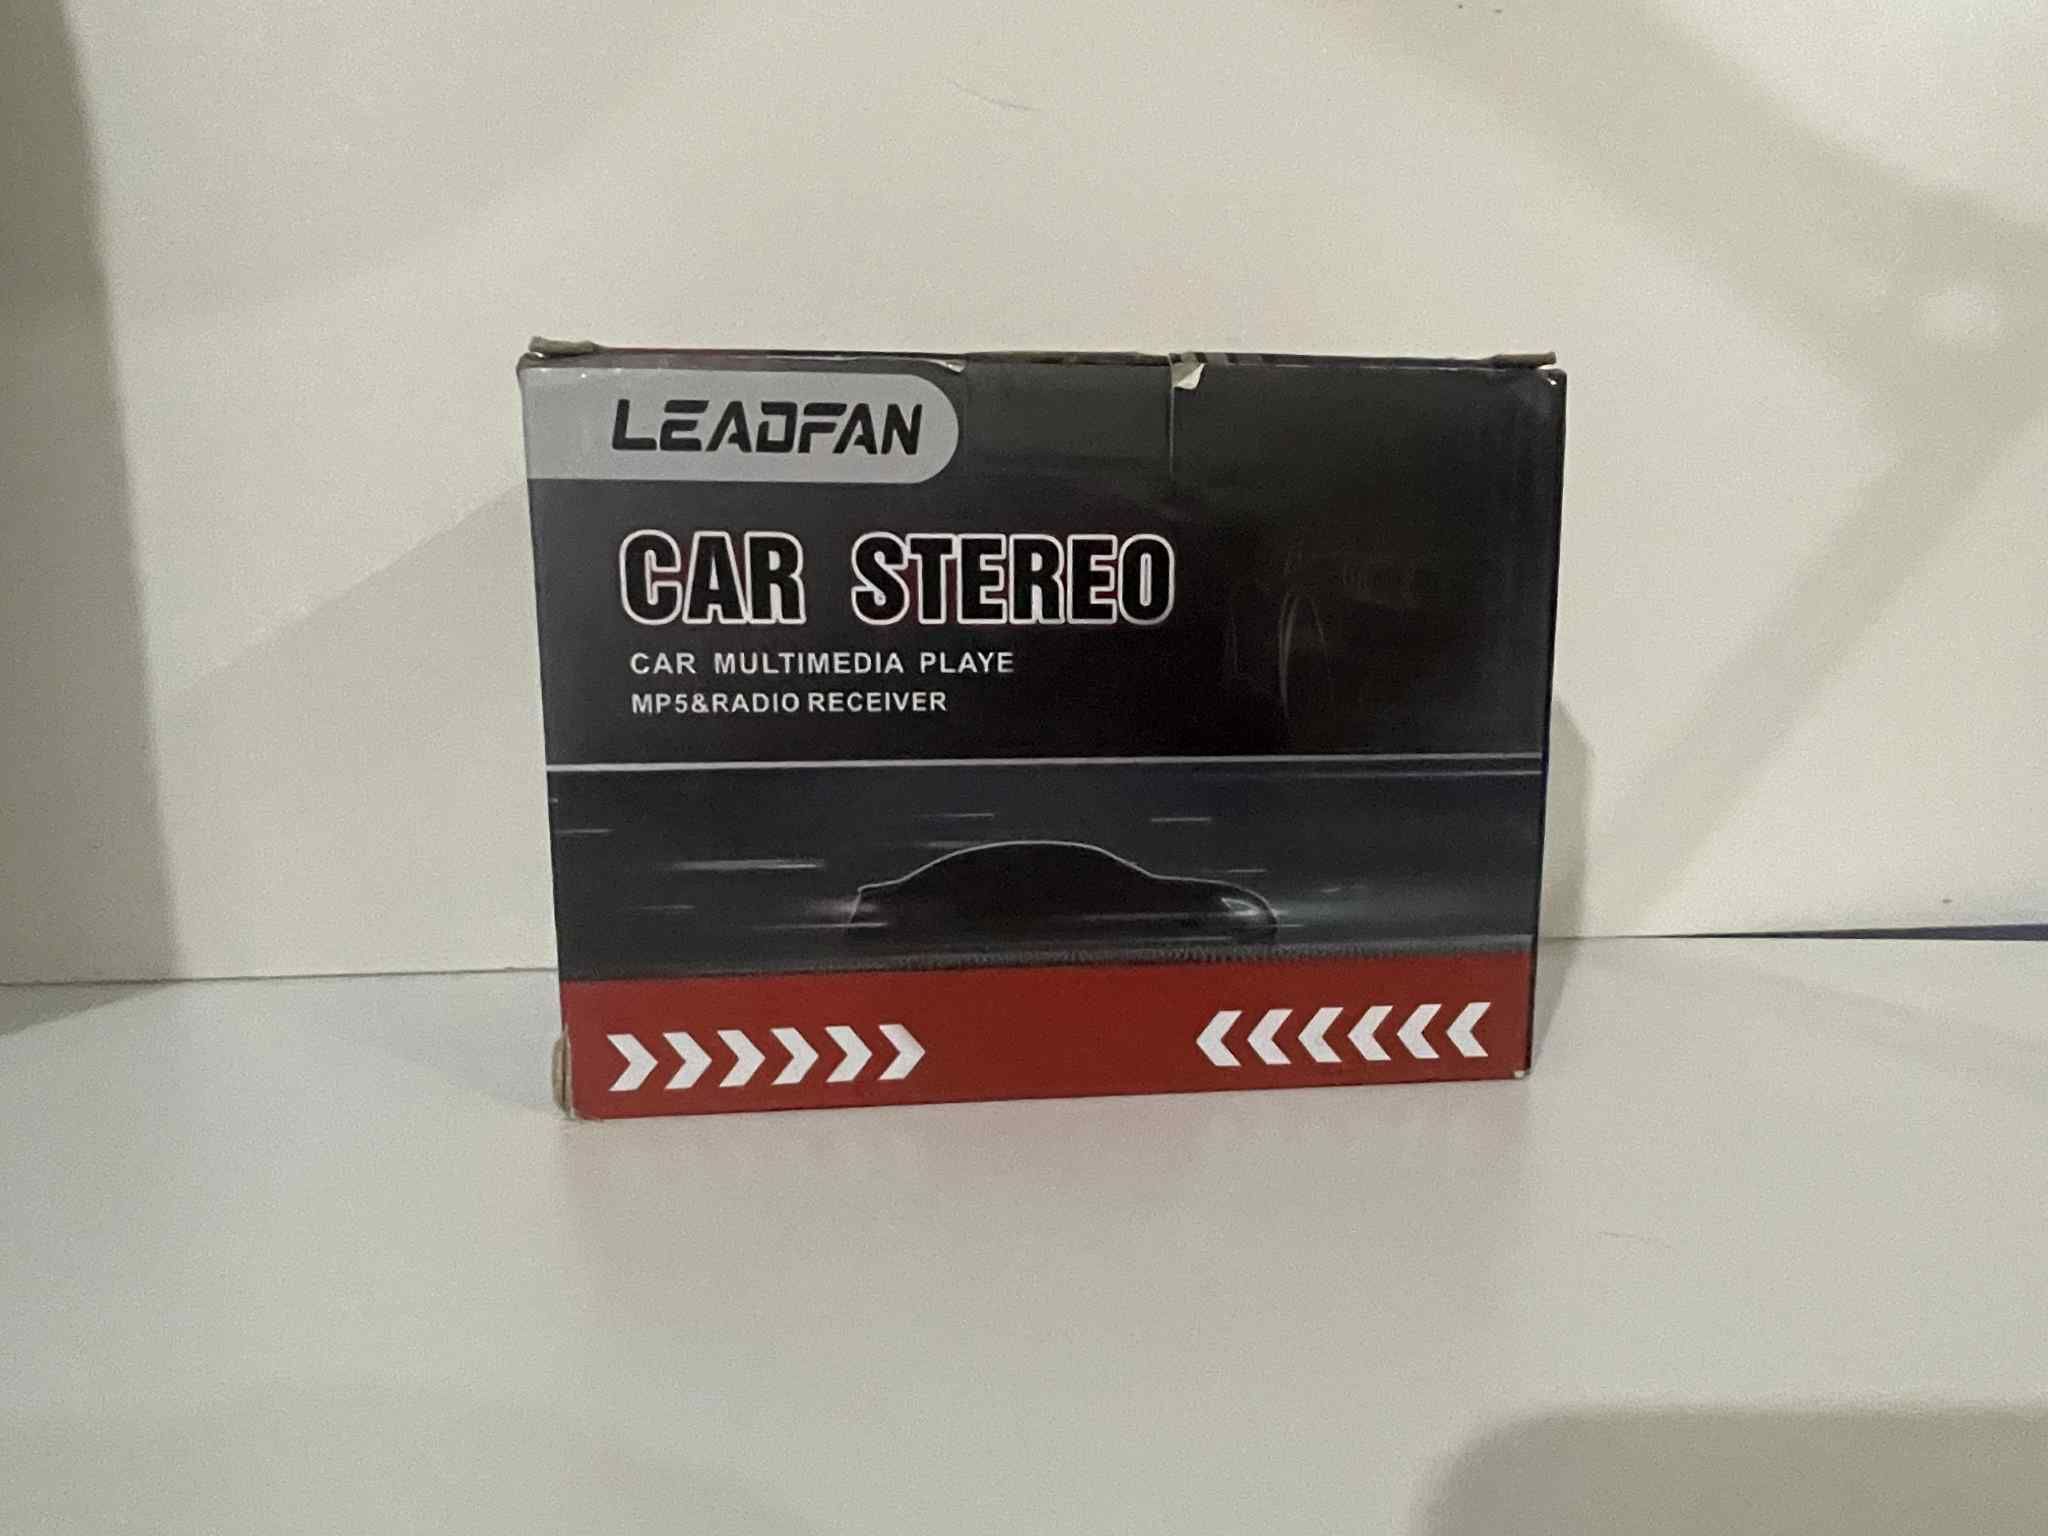 LEADFAN
CAR STEREO
CAR MULTIMEDIA PLAYE
MP5&RADIO RECEIVER